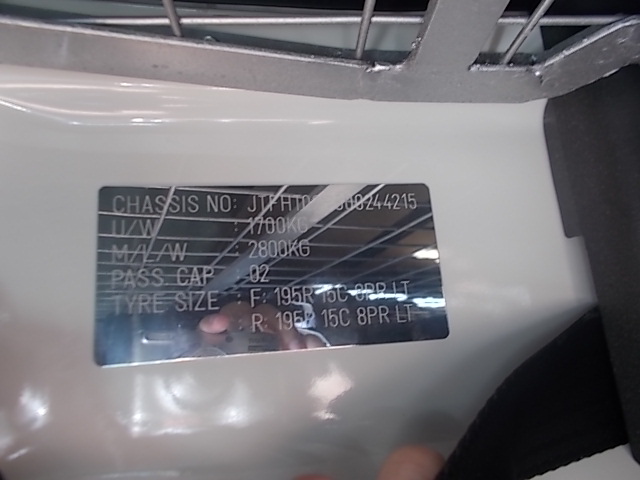 CHASSIS NO:
U/W : 1700KG
M/L/W : 2800KG
PASS. CAP : 02
TYRE SIZE : F: 195R 15C 8PR LT
: R: 195R 15C 8PR LT